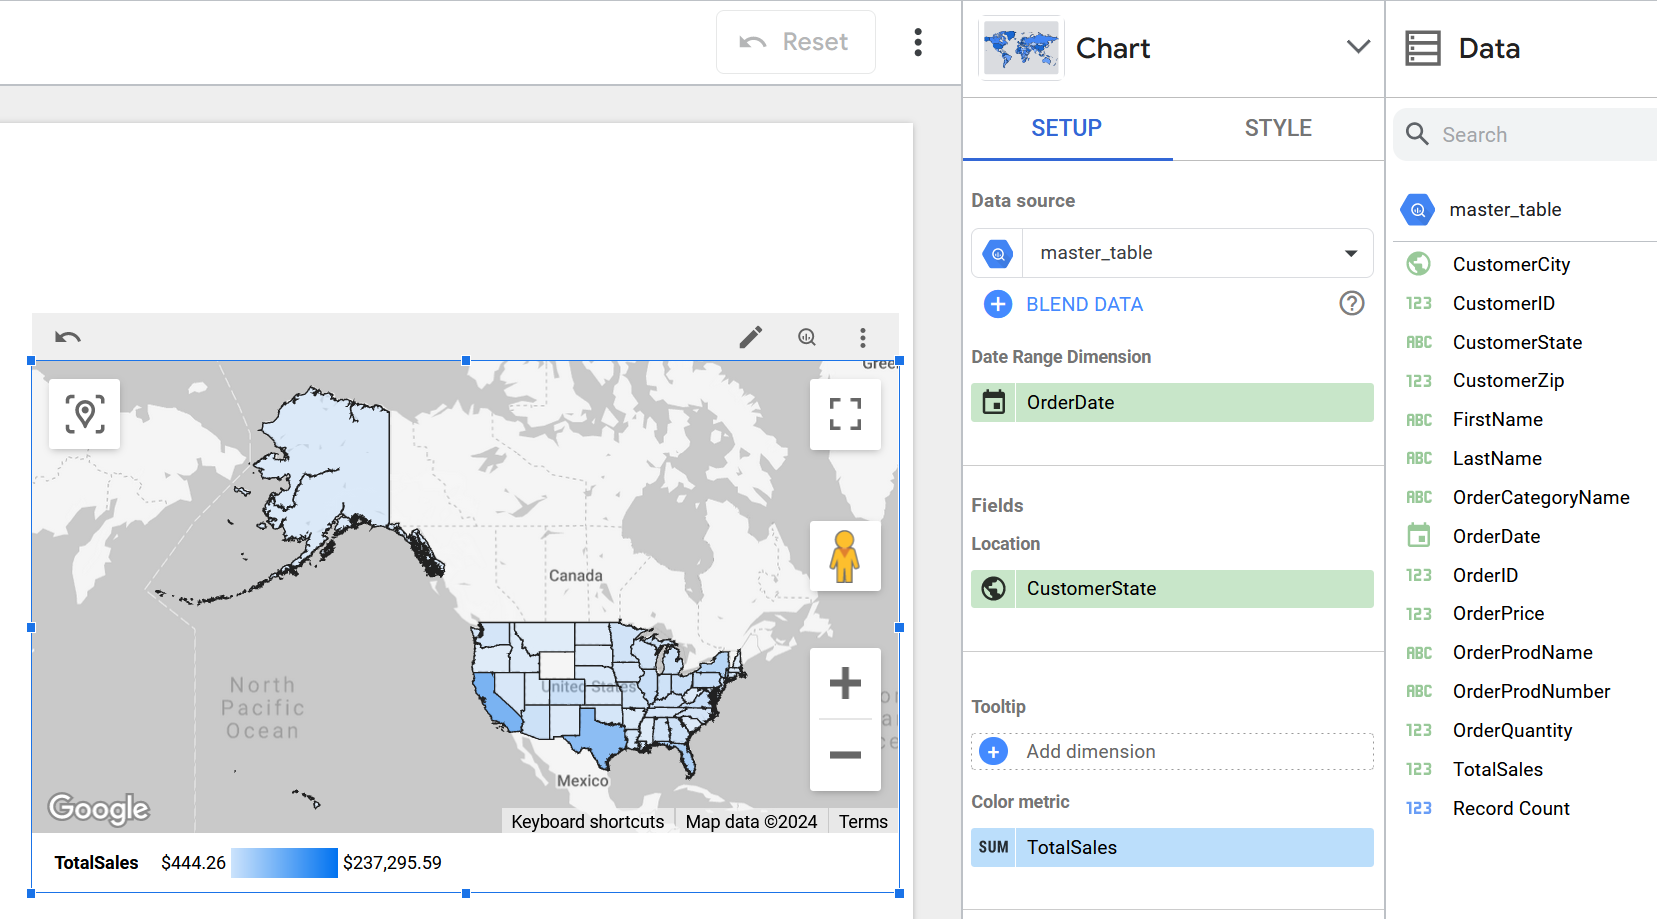 Reset
Chart
Data
SETUP
STYLE
Search
Data source
master_table
BLEND DATA
Date Range Dimension
OrderDate
Fields
Location
CustomerState
Tooltip
Add dimension
Color metric
SUM TotalSales
master_table
CustomerCity
123 CustomerID
ABC CustomerState
123 CustomerZip
ABC FirstName
ABC LastName
ABC OrderCategoryName
OrderDate
123 OrderID
123 OrderPrice
ABC OrderProdName
ABC OrderProdNumber
123 OrderQuantity
123 TotalSales
123 Record Count
Gree
Canada
United States
North
Pacific
Ocean
Mexico
Google
Keyboard shortcuts
Map data ©2024
Terms
TotalSales $444.26 $237,295.59